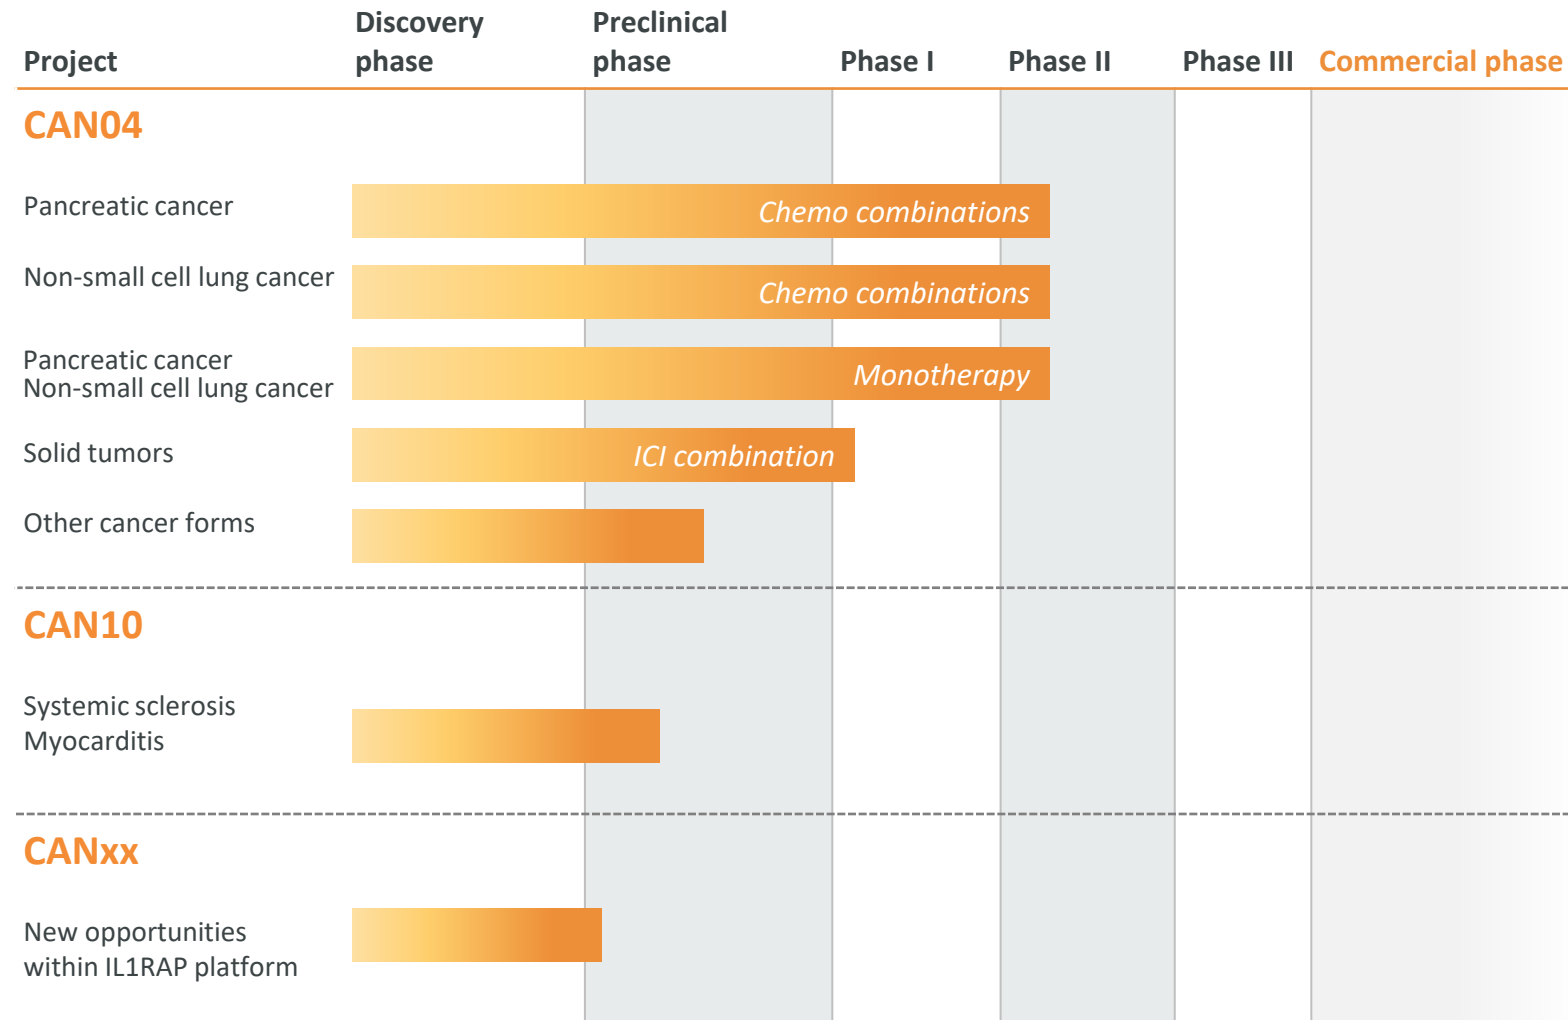 Project
Discovery
phase
Preclinical
phase
Phase I
Phase II
Phase III
Commercial phase
CAN04
Pancreatic cancer
Chemo combinations
Non-small cell lung cancer
Chemo combinations
Pancreatic cancer
Non-small cell lung cancer
Monotherapy
Solid tumors
ICI combination
Other cancer forms
CAN10
Systemic sclerosis
Myocarditis
CANxx
New opportunities
within IL1RAP platform